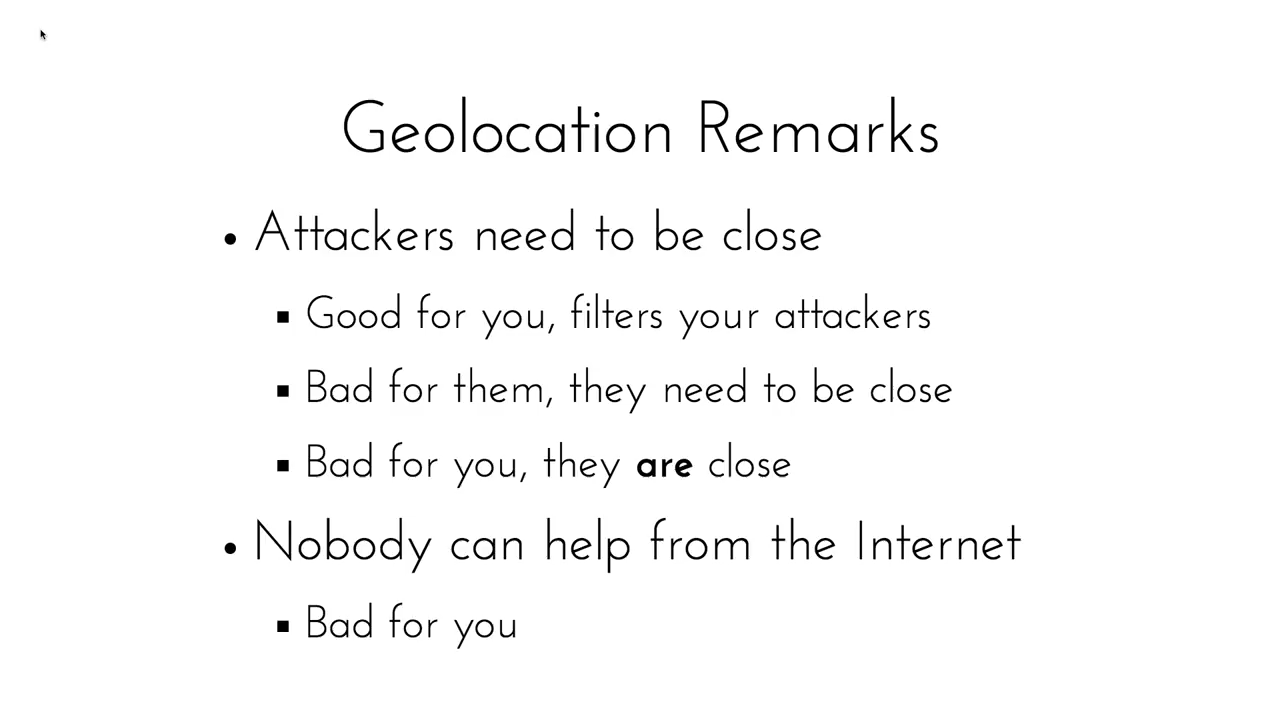 Geolocation Remarks
• Attackers need to be close
▪ Good for you, filters your attackers
▪ Bad for them, they need to be close
▪ Bad for you, they are close
• Nobody can help from the Internet
▪ Bad for you